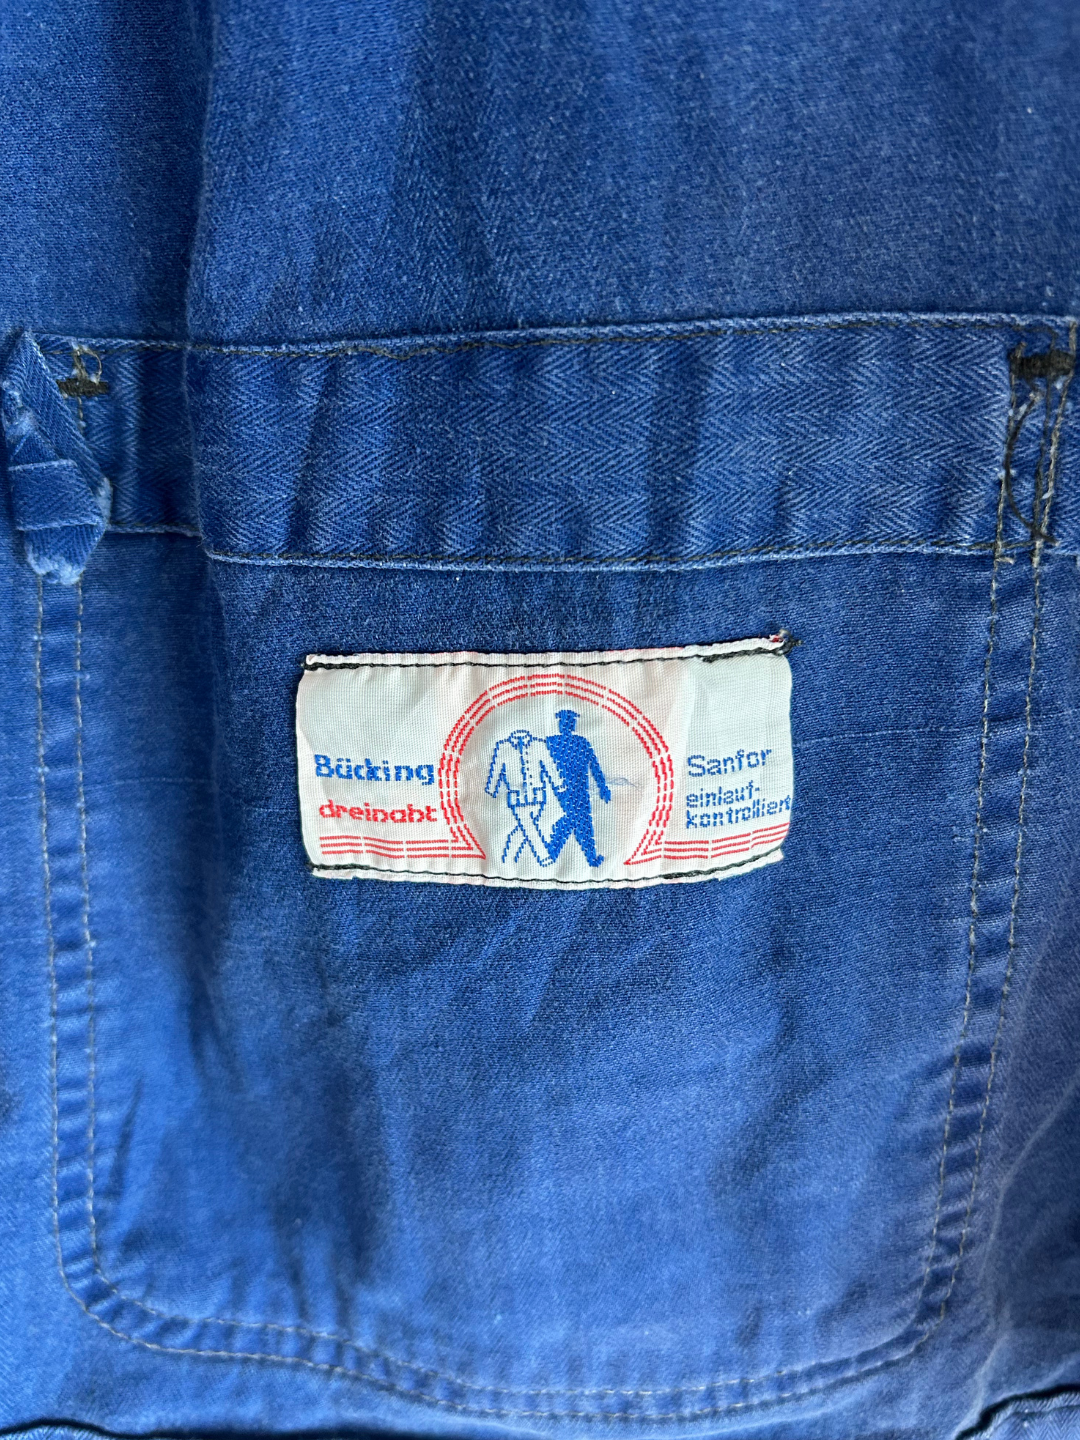 Bücking
dreinaht
Sanfor
einlauf-
kontrolliert